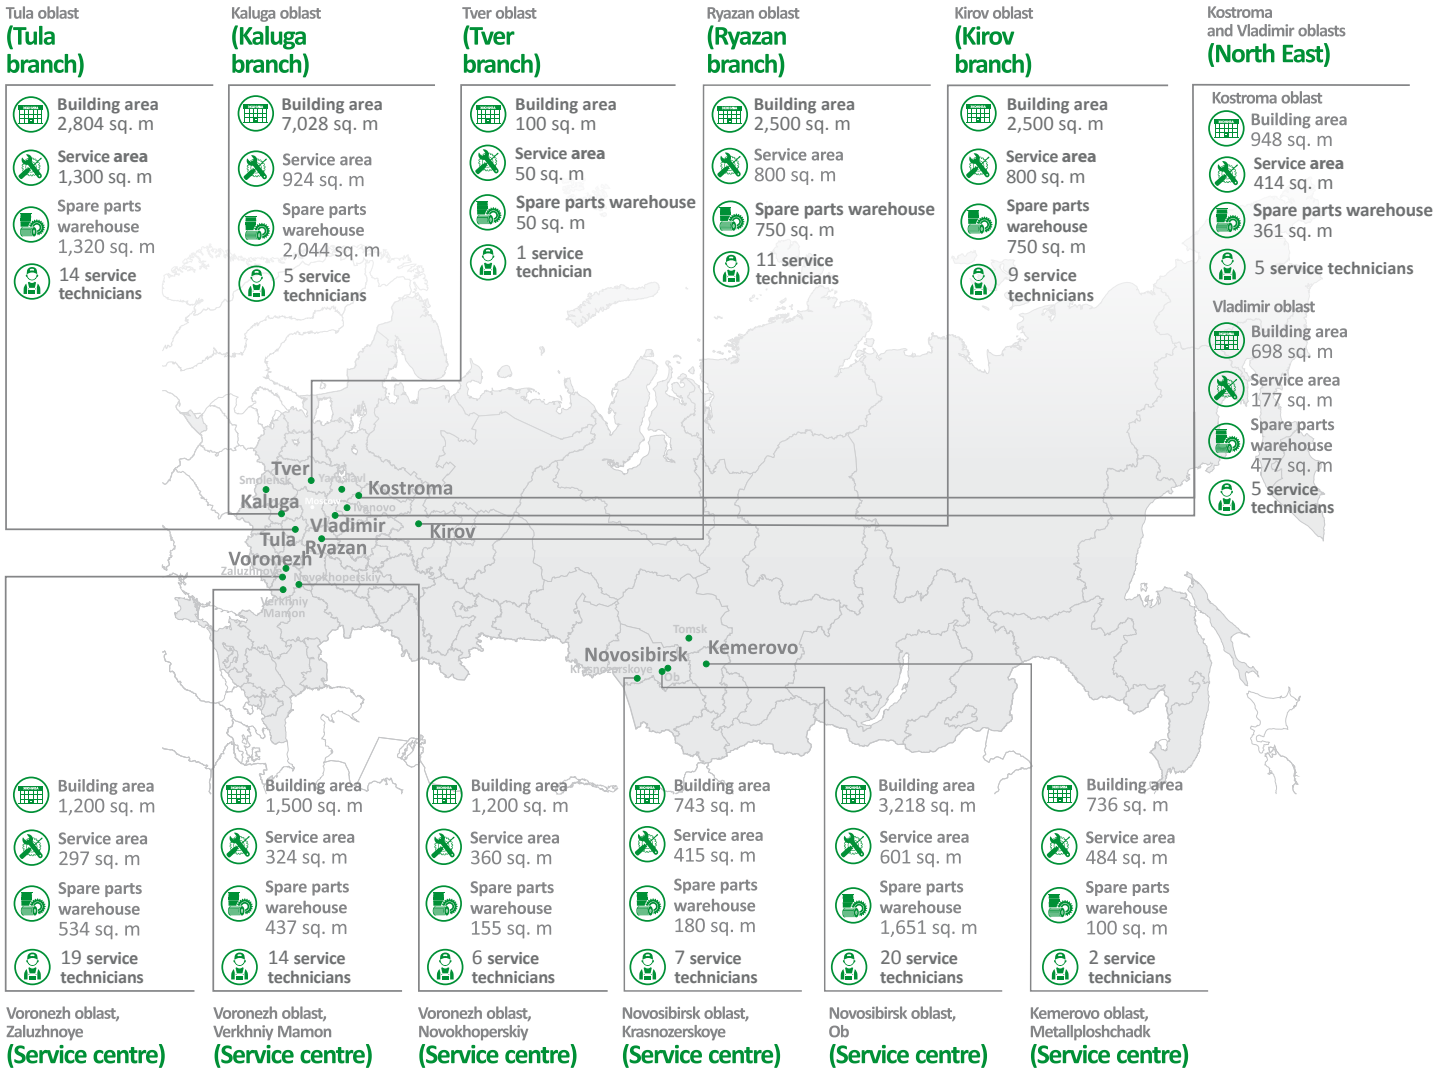 Tula oblast
(Tula
branch)
Building area
2,804 sq. m
Service area
1,300 sq. m
Spare parts
warehouse
1,320 sq. m
14 service
technicians
Kaluga oblast
(Kaluga
branch)
Building area
7,028 sq. m
Service area
924 sq. m
Spare parts
warehouse
2,044 sq. m
5 service
technicians
Tver oblast
(Tver
branch)
Building area
100 sq. m
Service area
50 sq. m
Spare parts warehouse
50 sq. m
1 service
technician
Ryazan oblast
(Ryazan
branch)
Building area
2,500 sq. m
Service area
800 sq. m
Spare parts warehouse
750 sq. m
11 service
technicians
Kirov oblast
(Kirov
branch)
Building area
2,500 sq. m
Service area
800 sq. m
Spare parts
warehouse
750 sq. m
9 service
technicians
Kostroma
and Vladimir oblasts
(North East)
Kostroma oblast
Building area
948 sq. m
Service area
414 sq. m
Spare parts warehouse
361 sq. m
5 service technicians
Vladimir oblast
Building area
698 sq. m
Service area
177 sq. m
Spare parts
warehouse
477 sq. m
5 service
technicians
Tver
Yaroslavl
Smolensk
Kostroma
Kaluga
Ivanovo
Vladimir
Kirov
Tula
Ryazan
Voronezh
Zaluzhnoye
Novokhoperskiy
Verkhniy
Mamon
Tomsk
Novosibirsk
Kemerovo
Krasnozerskoye
Ob
Building area
1,200 sq. m
Service area
297 sq. m
Spare parts
warehouse
534 sq. m
19 service
technicians
Voronezh oblast,
Zaluzhnoye
(Service centre)
Building area
1,500 sq. m
Service area
324 sq. m
Spare parts
warehouse
437 sq. m
14 service
technicians
Voronezh oblast,
Verkhniy Mamon
(Service centre)
Building area
1,200 sq. m
Service area
360 sq. m
Spare parts
warehouse
155 sq. m
6 service
technicians
Voronezh oblast,
Novokhoperskiy
(Service centre)
Building area
743 sq. m
Service area
415 sq. m
Spare parts
warehouse
180 sq. m
7 service
technicians
Novosibirsk oblast,
Krasnozerskoye
(Service centre)
Building area
3,218 sq. m
Service area
601 sq. m
Spare parts
warehouse
1,651 sq. m
20 service
technicians
Novosibirsk oblast,
Ob
(Service centre)
Building area
736 sq. m
Service area
484 sq. m
Spare parts
warehouse
100 sq. m
2 service
technicians
Kemerovo oblast,
Metallploshchadk
(Service centre)